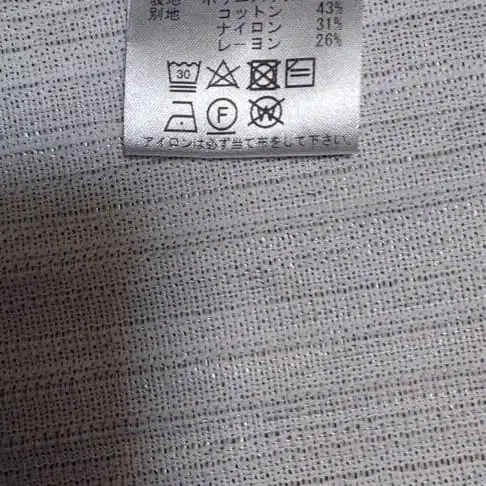 別地 コットン 43%
ナイロン 31%
レーヨン 26%
30
F
W
アイロンは必ず当て布をして下さい。